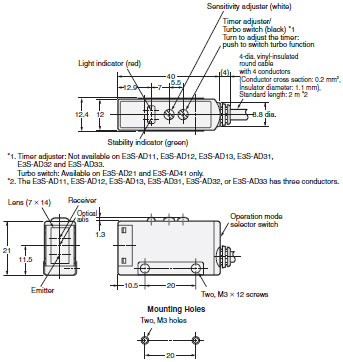 Sensitivity adjuster (white)
Timer adjuster/
Turbo switch (black) *1
Turn to adjust the timer:
push to switch turbo function
Light indicator (red)
40
5.5
12.9
7
(4)
4-dia. vinyl-insulated
round cable
with 4 conductors
(Conductor cross section: 0.2 mm²,
Insulator diameter: 1.1 mm),
Standard length: 2 m *2
12.4
12
8.8 dia.
Stability indicator (green)
*1. Timer adjuster: Not available on E3S-AD11, E3S-AD12, E3S-AD13, E3S-AD31,
E3S-AD32 and E3S-AD33.
Turbo switch: Available on E3S-AD21 and E3S-AD41 only.
*2. The E3S-AD11, E3S-AD12, E3S-AD13, E3S-AD31, E3S-AD32, or E3S-AD33 has three conductors.
Lens (7 × 14)
Receiver
Optical
axis
1.3
Operation mode
selector switch
21
11.5
10.5
20
Emitter
Two, M3 × 12 screws
Mounting Holes
Two, M3 holes
20